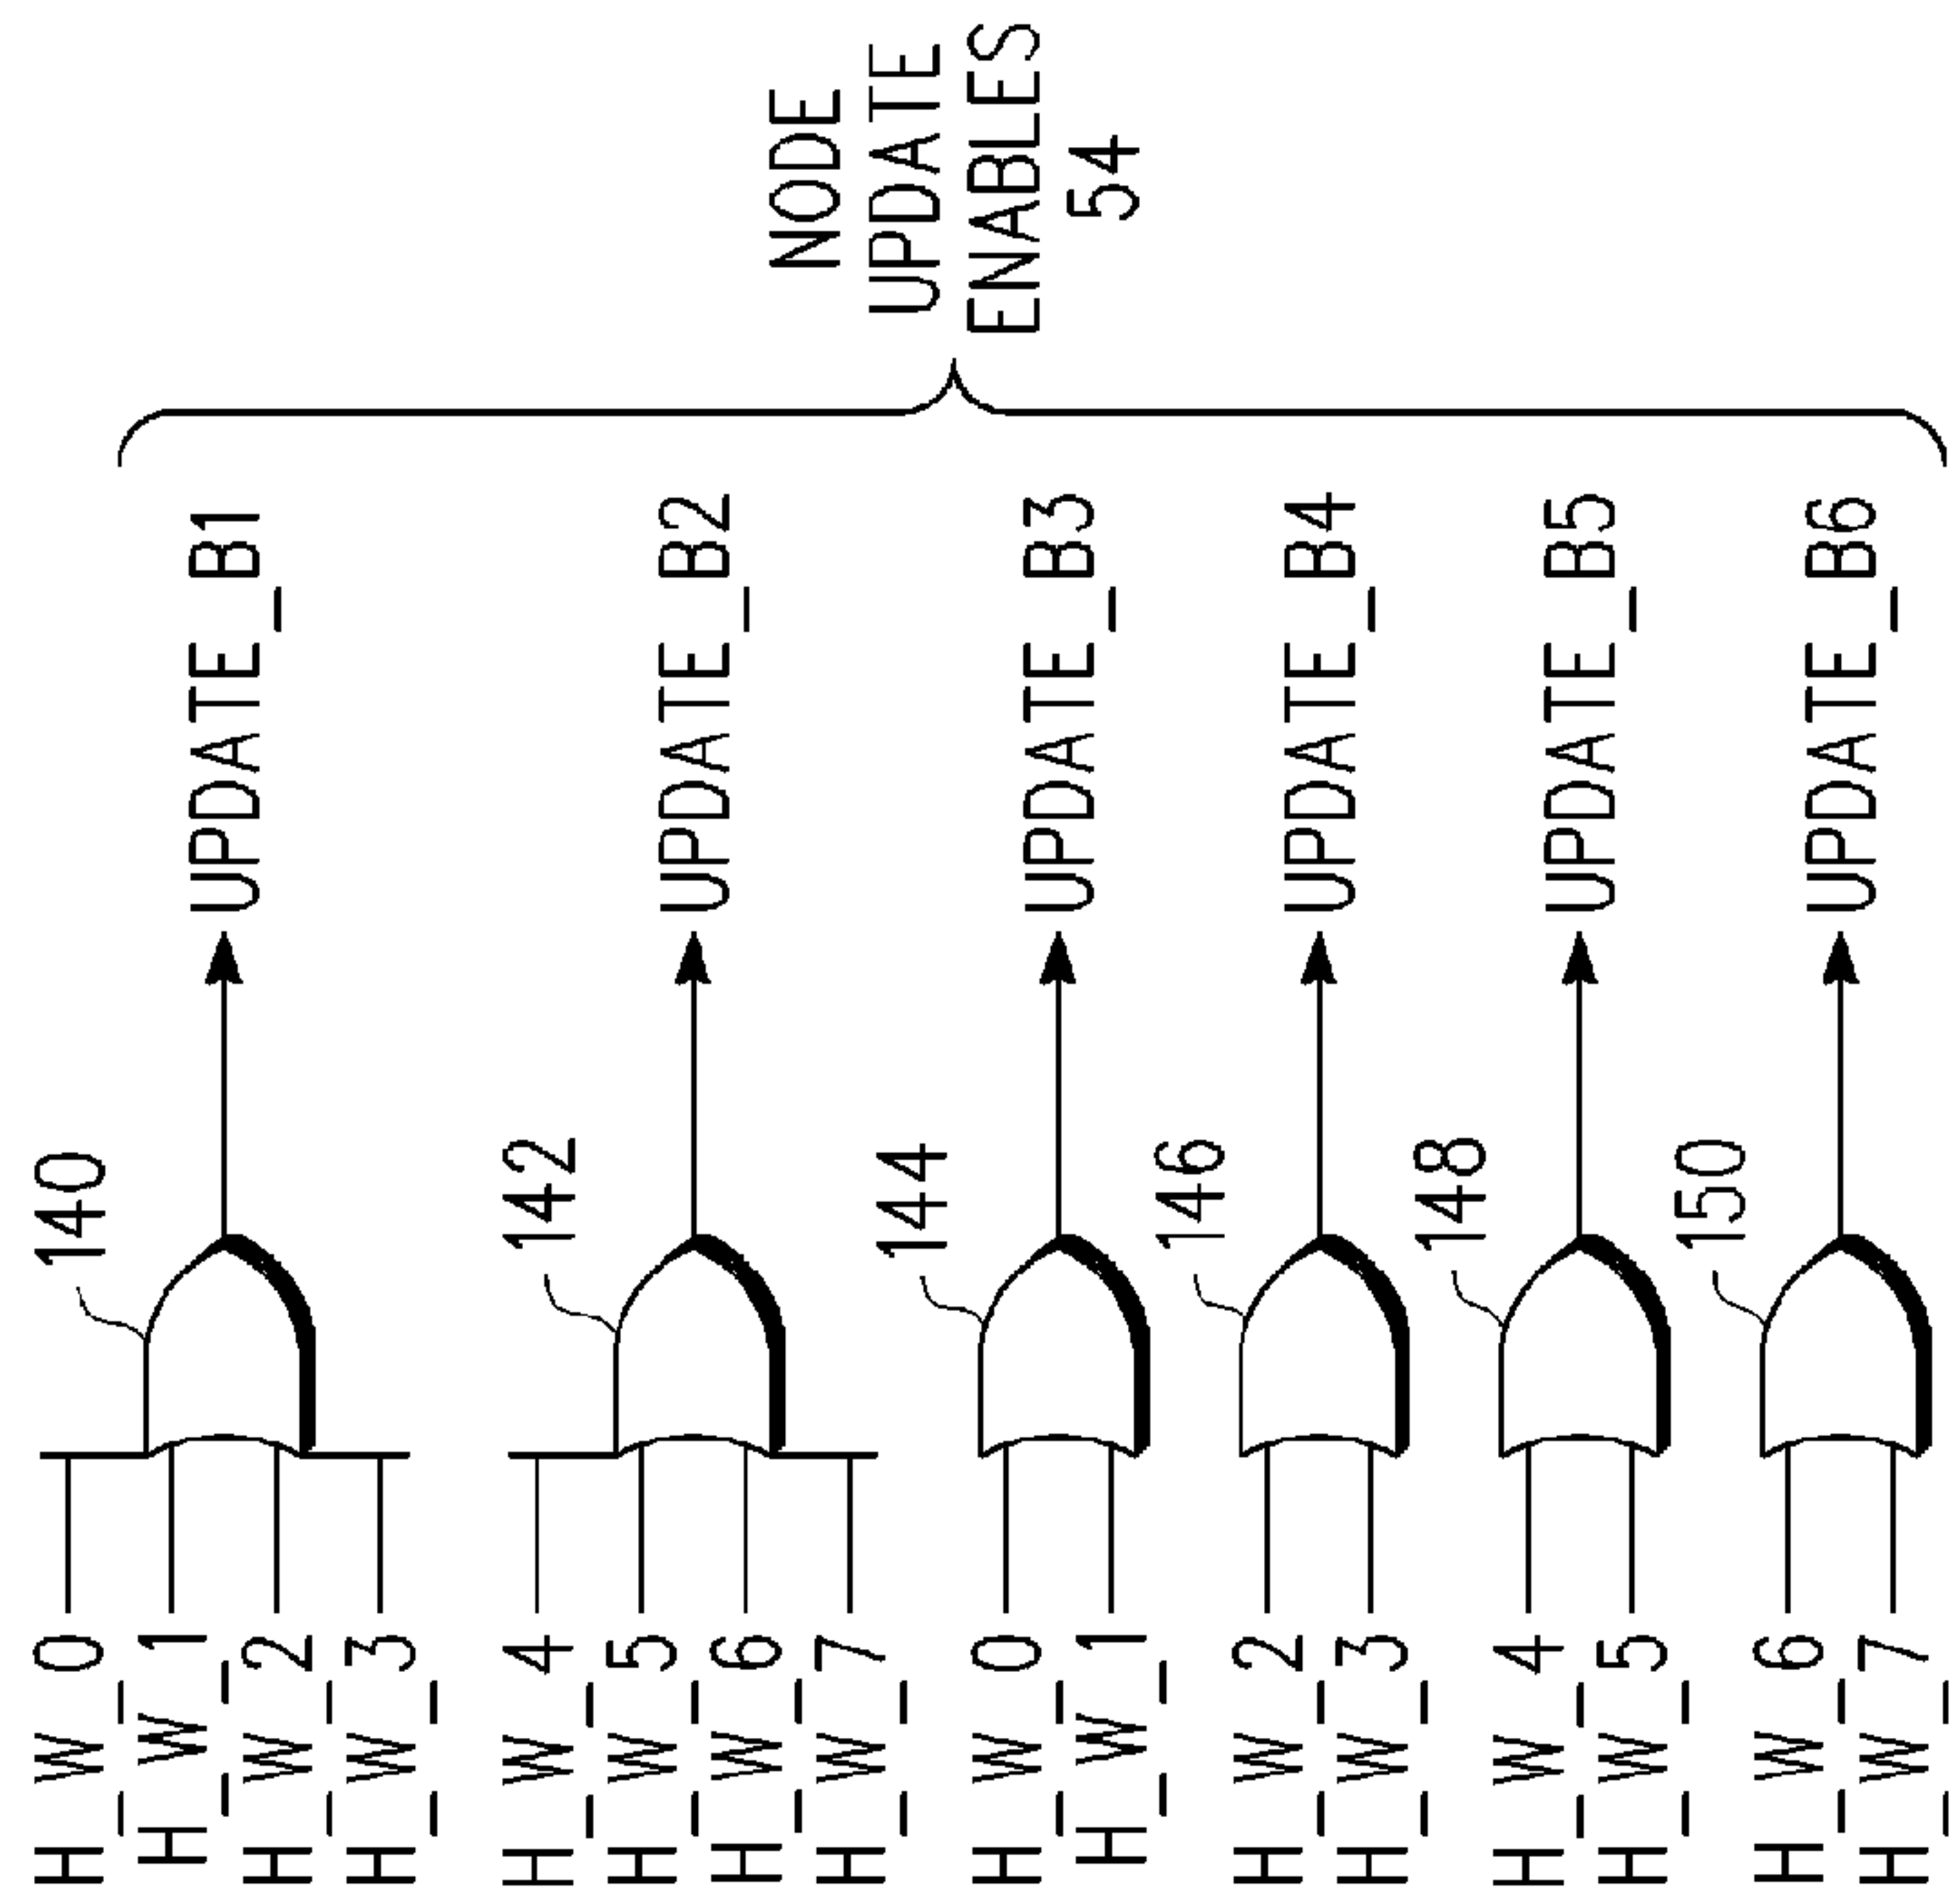 H_W_0
H_W_1
H_W_2
H_W_3
140
UPDATE_B1
H_W_4
H_W_5
H_W_6
H_W_7
142
UPDATE_B2
H_W_0
H_W_1
144
UPDATE_B3
H_W_2
H_W_3
146
UPDATE_B4
H_W_4
H_W_5
148
UPDATE_B5
H_W_6
H_W_7
150
UPDATE_B6
NODE
UPDATE
ENABLES
54